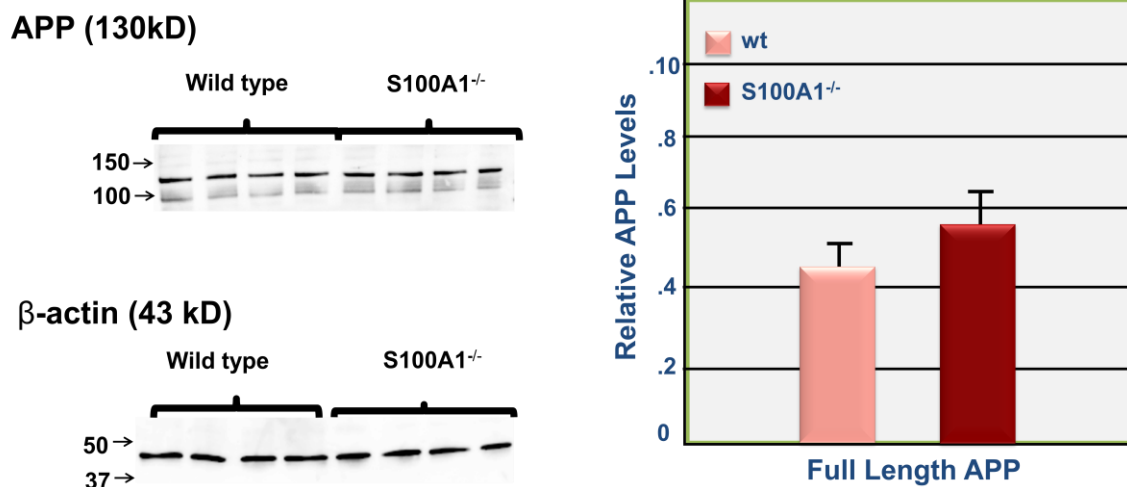 APP (130kD)
Wild type
S100A1-/-
150→
100→
β-actin (43 kD)
Wild type
S100A1-/-
50→
37→
wt
S100A1-/-
.10
.8
.6
.4
.2
0
Relative APP Levels
Full Length APP